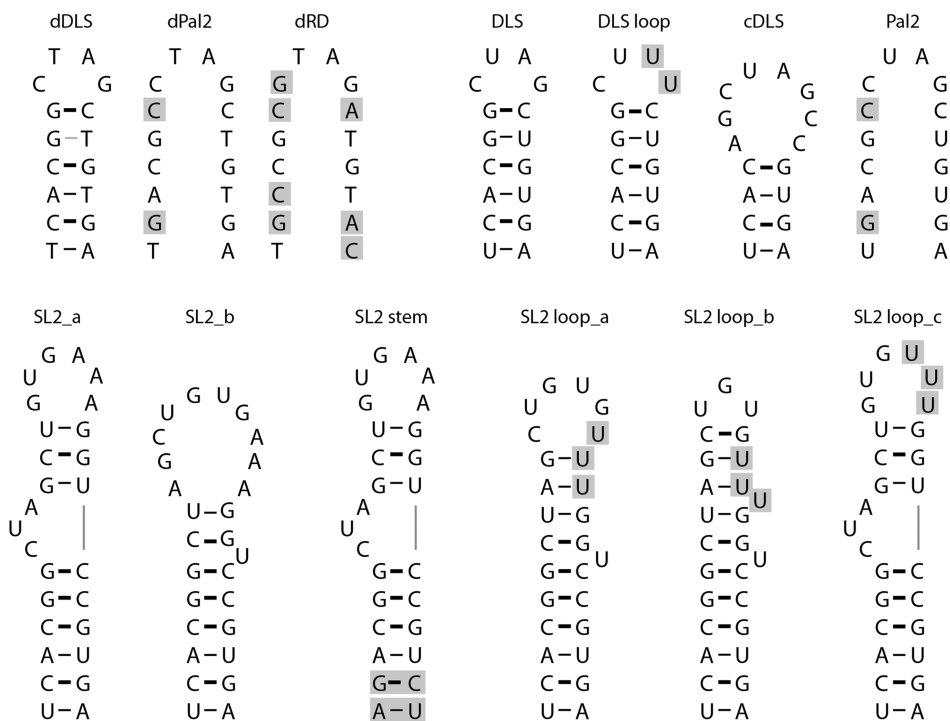 dDLS dPal2 dRD DLS DLS loop cDLS Pal2
T A T A T A U A U U U A U A
C G C G G G C G C U C G C G
G C C C C A G C G C G C C C
G T G T G T G U G U A C G U
C G C G C G C G C G C G C G
A T A T C T A U A U A U A U
C G G G G A C G C G C G G G
T A T A T C U A U A U A U A
SL2_a SL2_b SL2 stem SL2 loop_a SL2 loop_b SL2 loop_c
G A G A G U
U A G U U A G U G U U
G A U G G A U G U U G U
U G C A U G C U C G U G
C G G A C G G U G U C G
G U A A G U A U A U U G U
A U G A U G U G A
U U U
C C G U C C G U C G U C
G C G C G C G C G C G C
G C G C G C G C G C G C
C G C G C G C G C G C G
A U A U A U A U A U A U
C G C G G C C G C G C G
U A U A A U U A U A U A